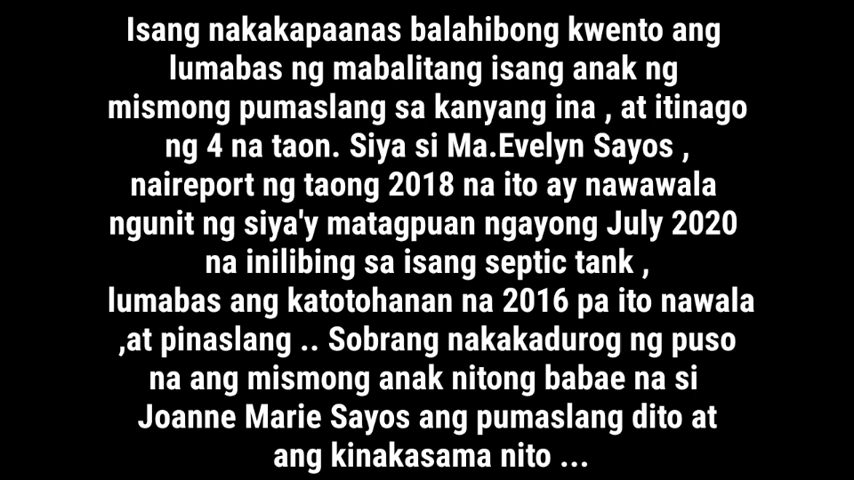 Isang nakakapaanas balahibong kwento ang
lumabas ng mabalitang isang anak ng
mismong pumaslang sa kanyang ina , at itinago
ng 4 na taon. Siya si Ma.Evelyn Sayos ,
naireport ng taong 2018 na ito ay nawawala
ngunit ng siya'y matagpuan ngayong July 2020
na inilibing sa isang septic tank ,
lumabas ang katotohanan na 2016 pa ito nawala
,at pinaslang .. Sobrang nakakadurog ng puso
na ang mismong anak nitong babae na si
Joanne Marie Sayos ang pumaslang dito at
ang kinakasama nito ...